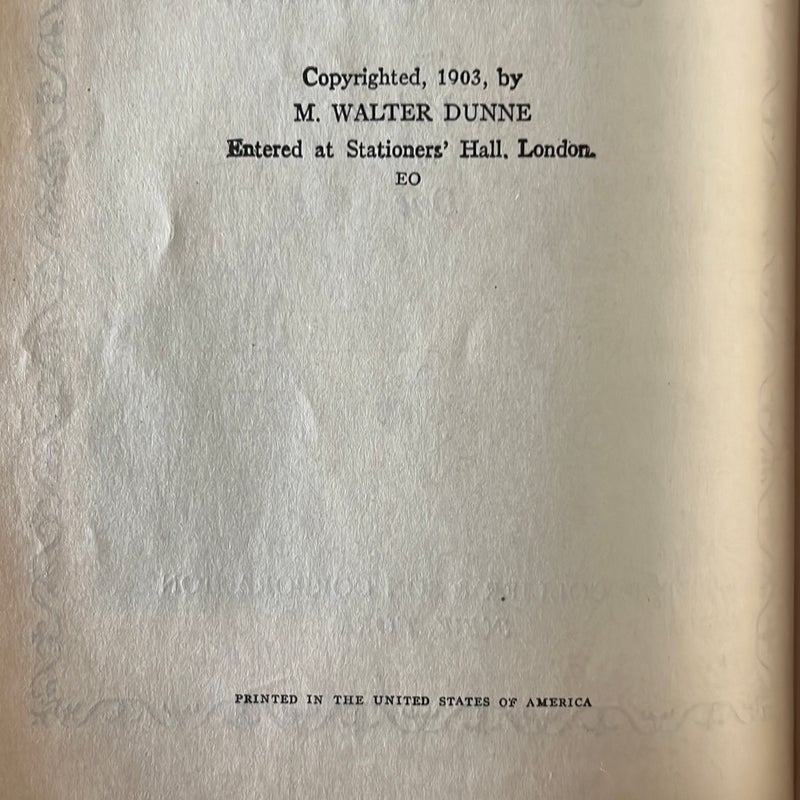 Copyrighted, 1903, by
M. WALTER DUNNE
Entered at Stationers' Hall, London.
EO
PRINTED IN THE UNITED STATES OF AMERICA